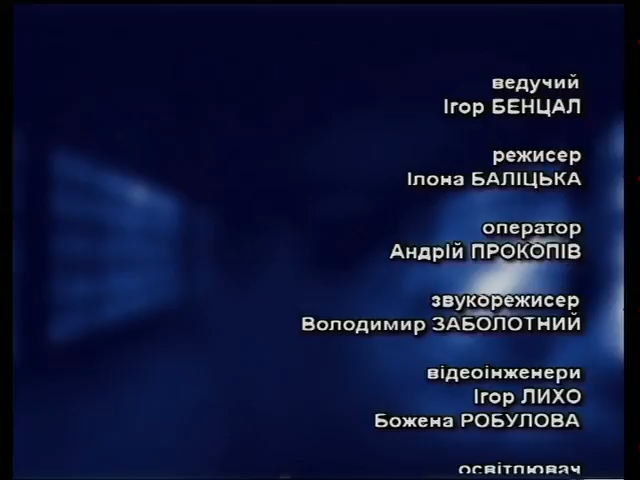 ведучий
Ігор БЕНЦАЛ
режисер
Ілона БАЛІЦЬКА
оператор
Андрій ПРОКОПІВ
звукорежисер
Володимир ЗАБОЛОТНИЙ
відеоінженери
Ігор ЛИХО
Божена РОБУЛОВА
освітлювач